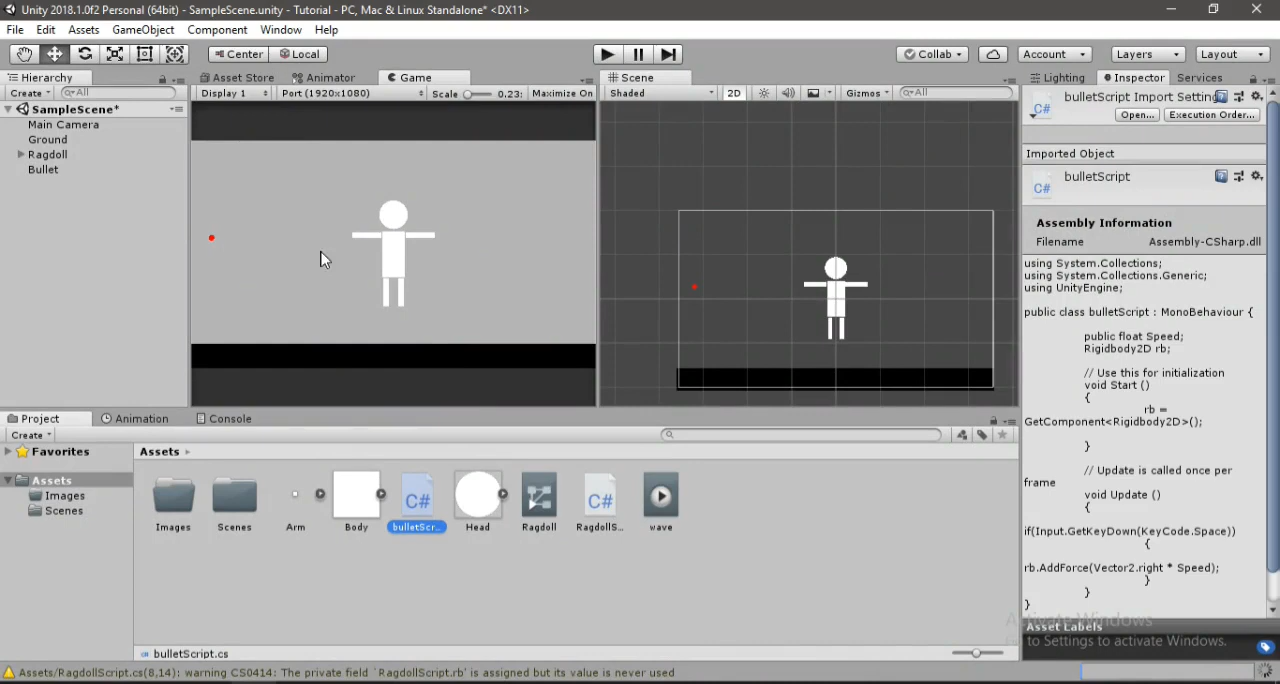 Unity 2018.1.0f2 Personal (64bit) - SampleScene.unity - Tutorial - PC, Mac & Linux Standalone* <DX11>
File Edit Assets GameObject Component Window Help
Center Local Collab Account Layers Layout
Hierarchy Asset Store Animator Game Scene Lighting Inspector Services
Create All Display 1 Port (1920x1080) Scale 0.23: Maximize On Shaded 2D Gizmos All
SampleScene*
Main Camera
Ground
Ragdoll
Bullet
bulletScript Import Setting
Open... Execution Order...
Imported Object
C#
bulletScript
C#
Assembly Information
Filename Assembly-CSharp.dll
using System.Collections;
using System.Collections.Generic;
using UnityEngine;
public class bulletScript : MonoBehaviour {
public float Speed;
Rigidbody2D rb;
// Use this for initialization
void Start ()
{
rb =
GetComponent<Rigidbody2D>();
}
// Update is called once per
frame
void Update ()
{
if(Input.GetKeyDown(KeyCode.Space))
{
rb.AddForce(Vector2.right * Speed);
}
}
}
Asset Labels
Activate Windows
Go to Settings to activate Windows.
Project Animation Console
Create
Favorites
Assets
Images
Scenes
Assets
C# C#
Images Scenes Arm Body bulletScr... Head Ragdoll RagdollS... wave
bulletScript.cs
Assets/RagdollScript.cs(8,14): warning CS0414: The private field `RagdollScript.rb' is assigned but its value is never used